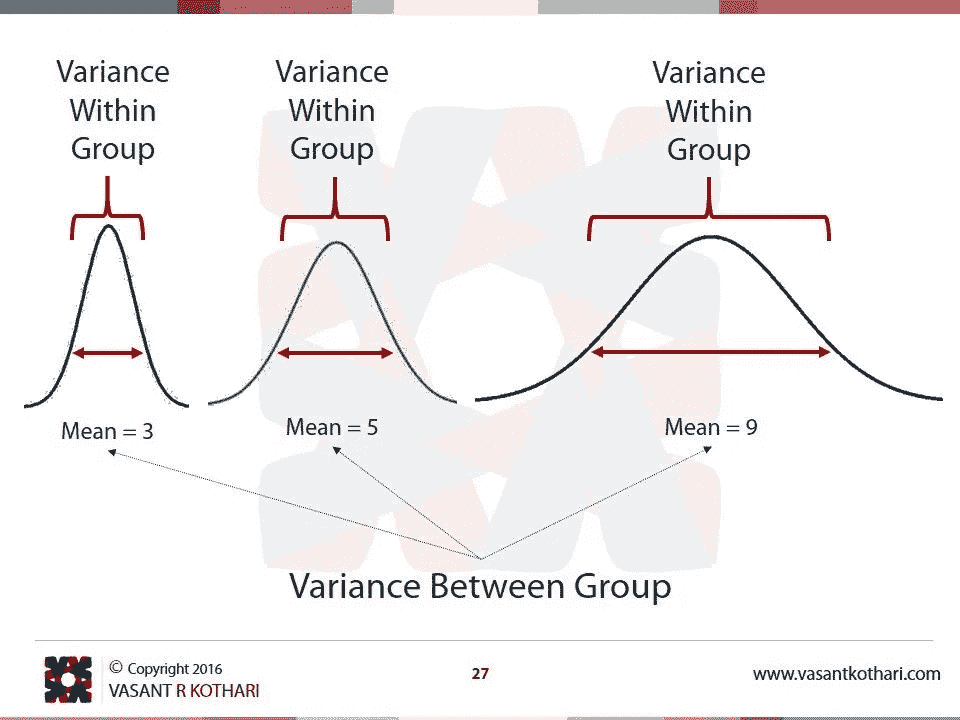 Variance
Within
Group
Variance
Within
Group
Variance
Within
Group
Mean = 3
Mean = 5
Mean = 9
Variance Between Group
© Copyright 2016
VASANT R KOTHARI
27
www.vasantkothari.com